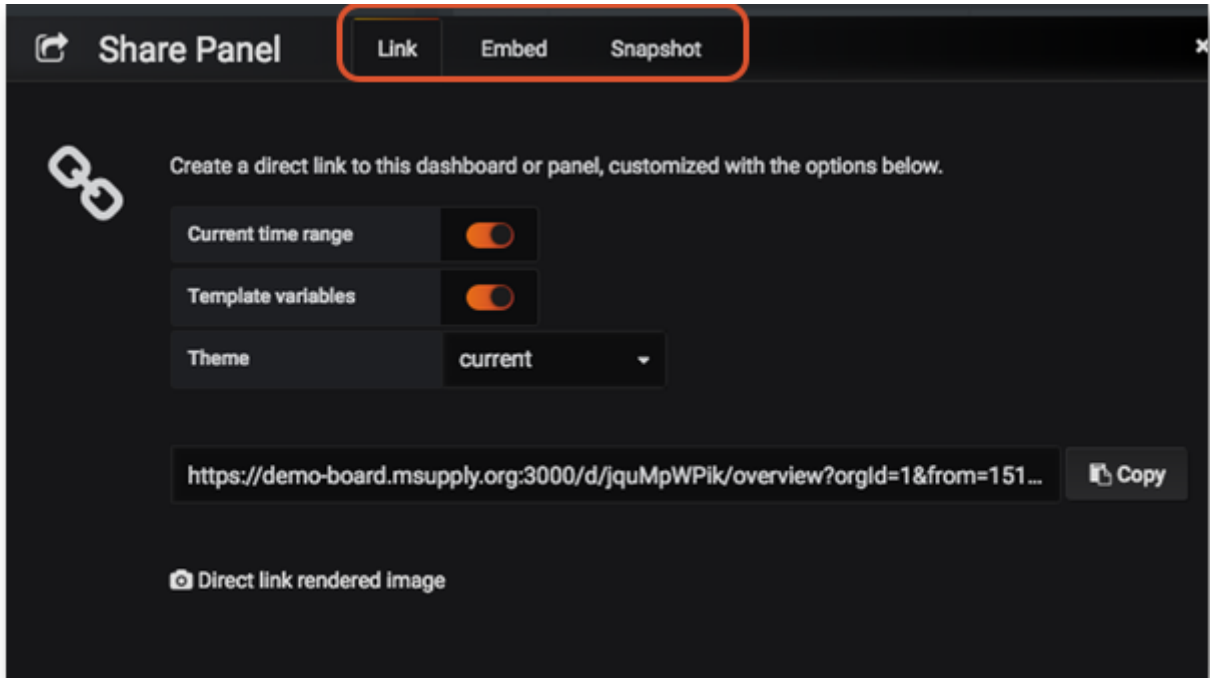 Share Panel Link Embed Snapshot
Create a direct link to this dashboard or panel, customized with the options below.
Current time range
Template variables
Theme current
https://demo-board.msupply.org:3000/d/jquMpWPik/overview?orgId=1&from=151... Copy
Direct link rendered image